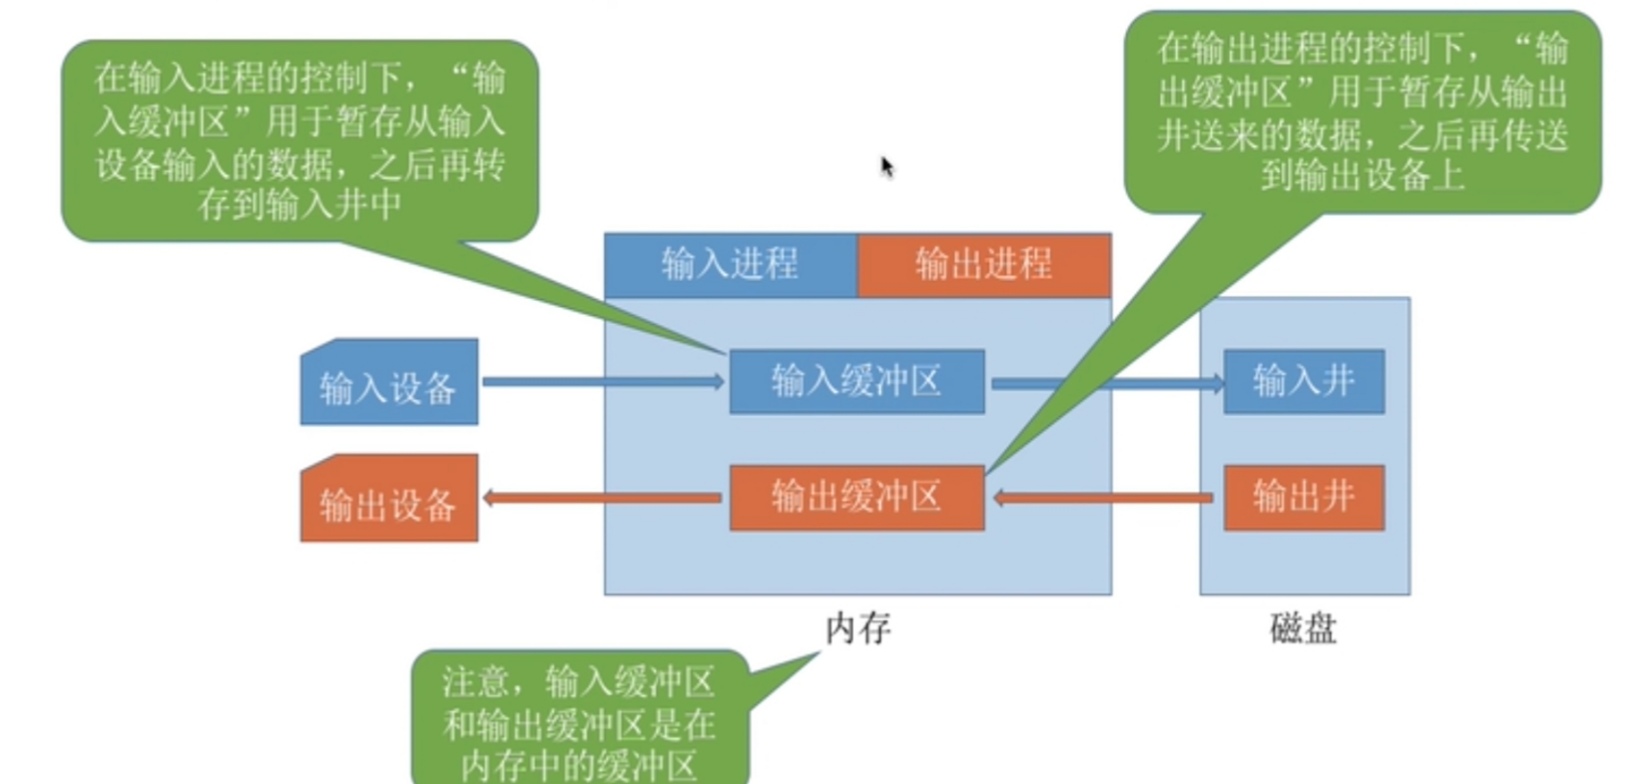 在输入进程的控制下，“输
入缓冲区”用于暂存从输入
设备输入的数据，之后再转
存到输入井中
在输出进程的控制下，“输
出缓冲区”用于暂存从输出
井送来的数据，之后再传送
到输出设备上
输入进程
输出进程
输入设备
输入缓冲区
输入井
输出设备
输出缓冲区
输出井
内存
磁盘
注意，输入缓冲区
和输出缓冲区是在
内存中的缓冲区